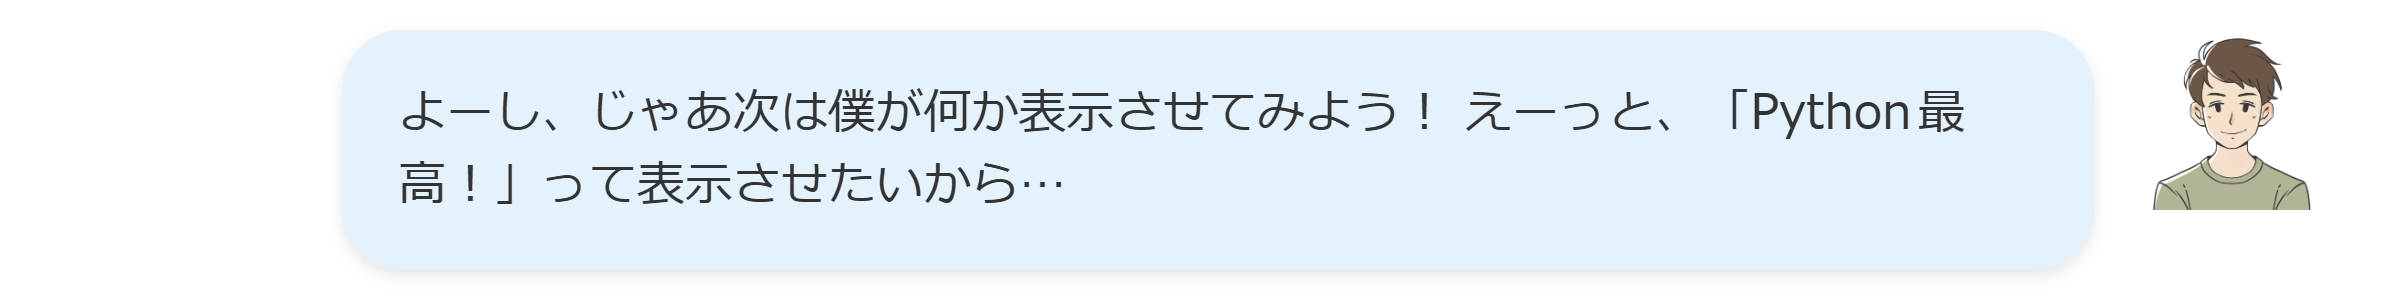 よーし、じゃあ次は僕が何か表示させてみよう！ えーっと、「Python最
高！」って表示させたいから…